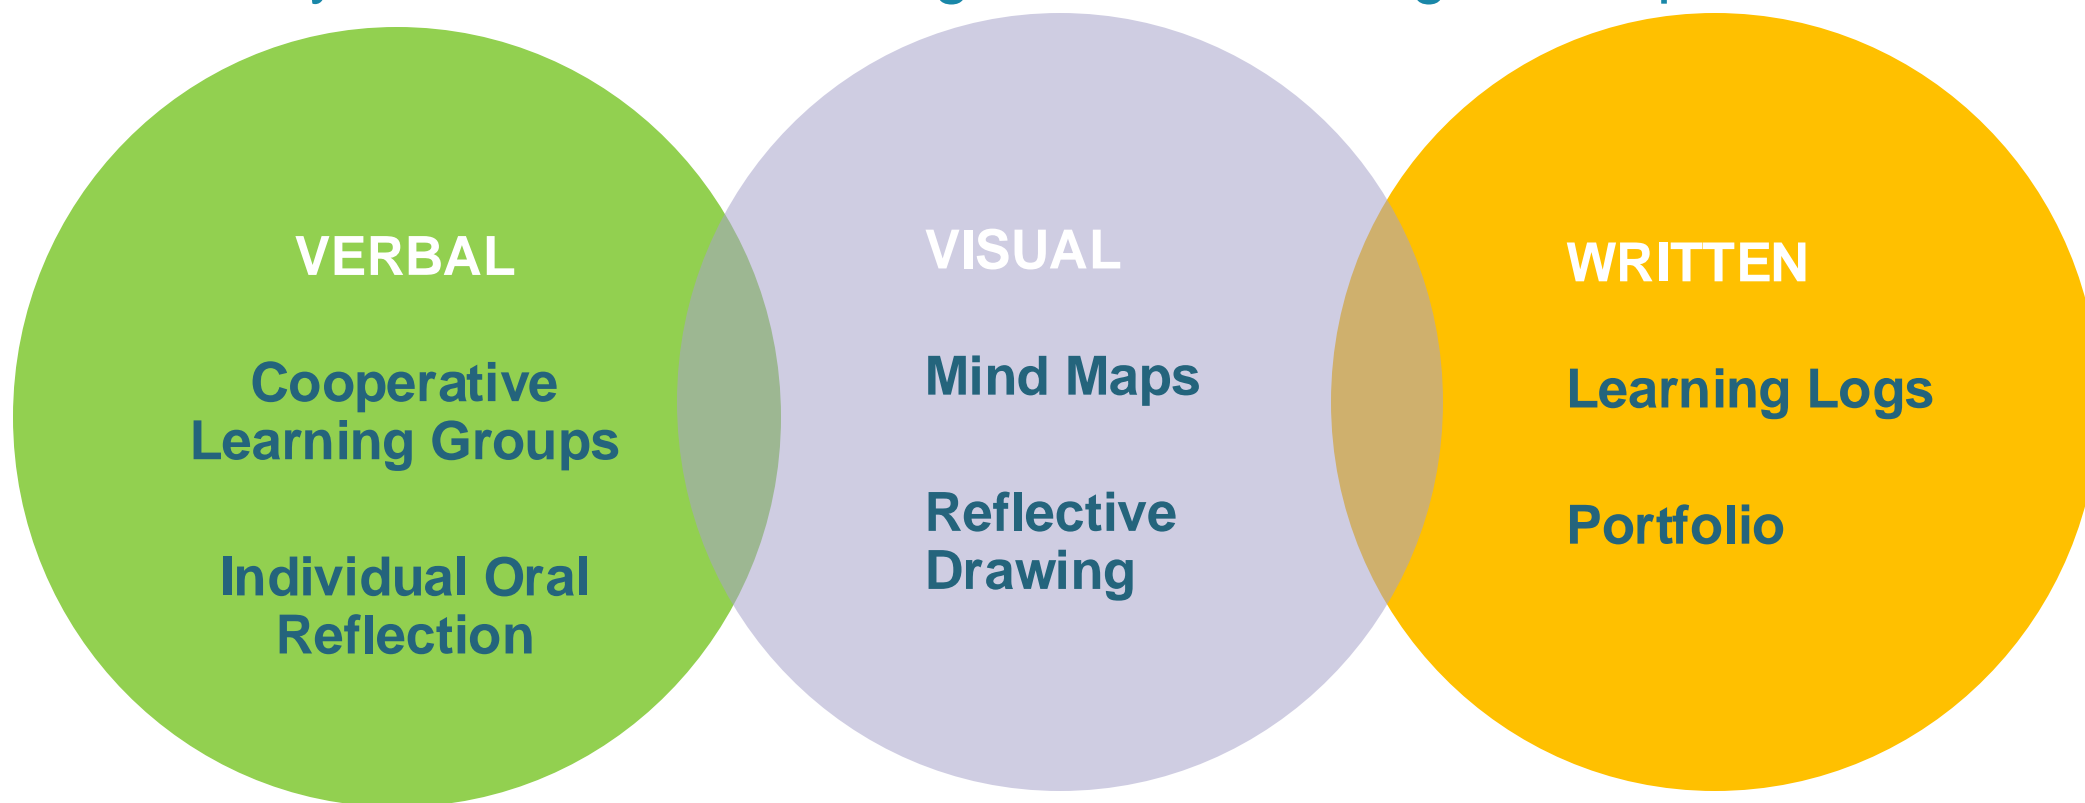 VERBAL
Cooperative
Learning Groups
Individual Oral
Reflection
VISUAL
Mind Maps
Reflective
Drawing
WRITTEN
Learning Logs
Portfolio